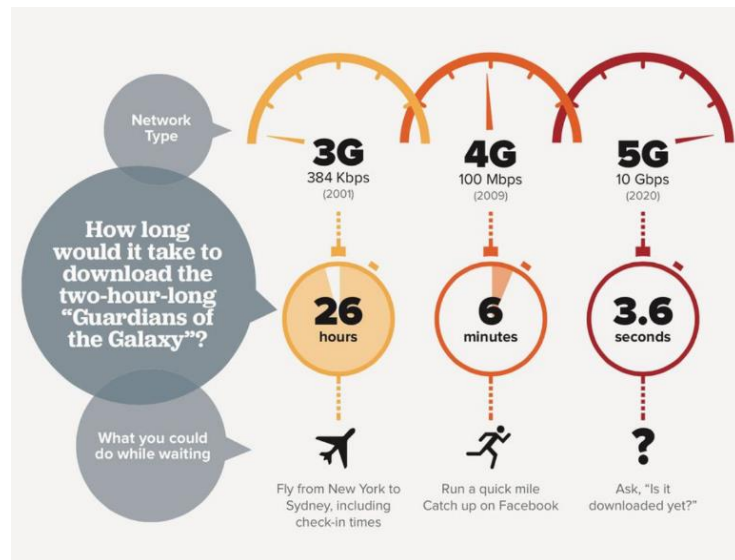 Network
Type
3G
384 Kbps
(2001)
4G
100 Mbps
(2009)
5G
10 Gbps
(2020)
How long
would it take to
download the
two-hour-long
“Guardians of
the Galaxy”?
26
hours
6
minutes
3.6
seconds
What you could
do while waiting
Fly from New York to
Sydney, including
check-in times
Run a quick mile
Catch up on Facebook
?
Ask, “Is it
downloaded yet?”